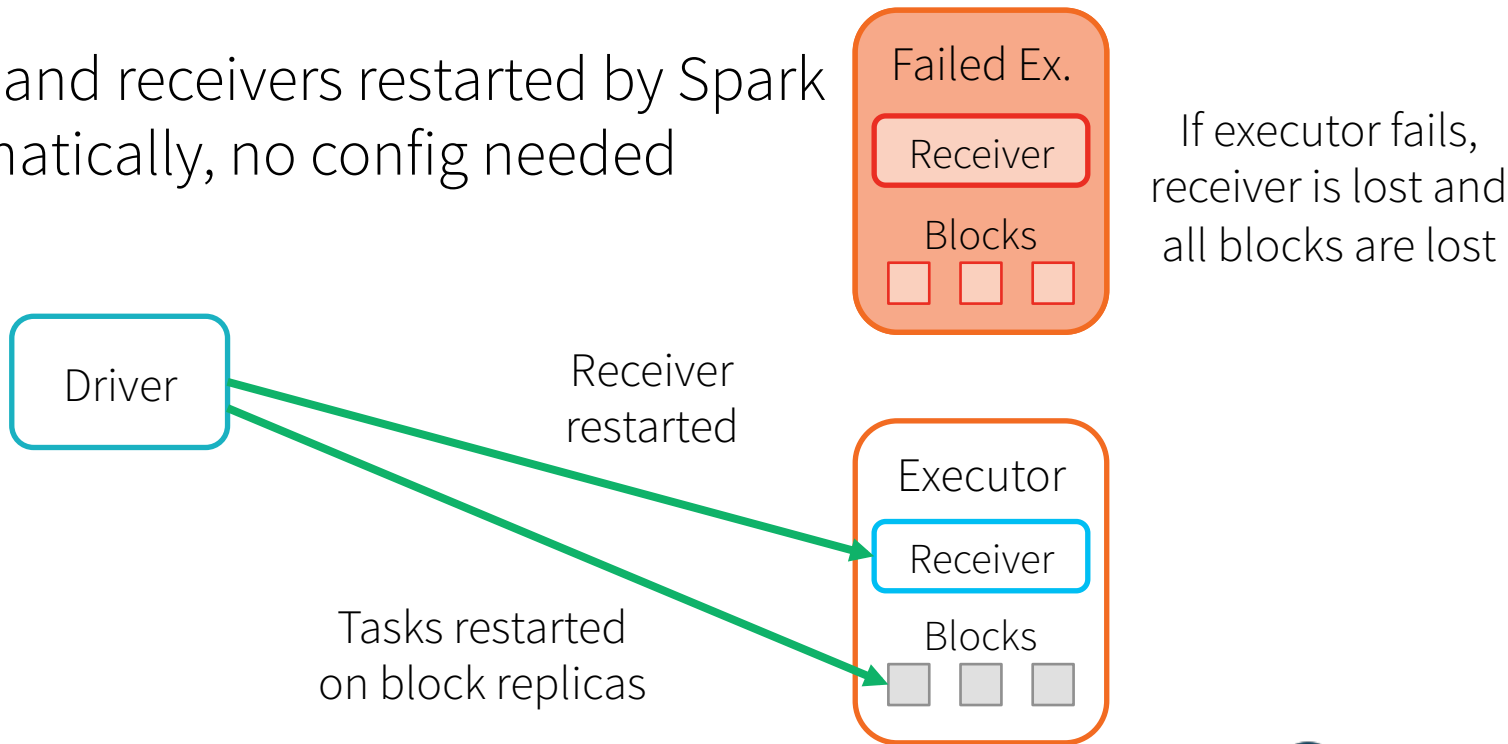 and receivers restarted by Spark
matically, no config needed
Failed Ex.
Receiver
Blocks
If executor fails,
receiver is lost and
all blocks are lost
Driver
Receiver
restarted
Executor
Receiver
Blocks
Tasks restarted
on block replicas